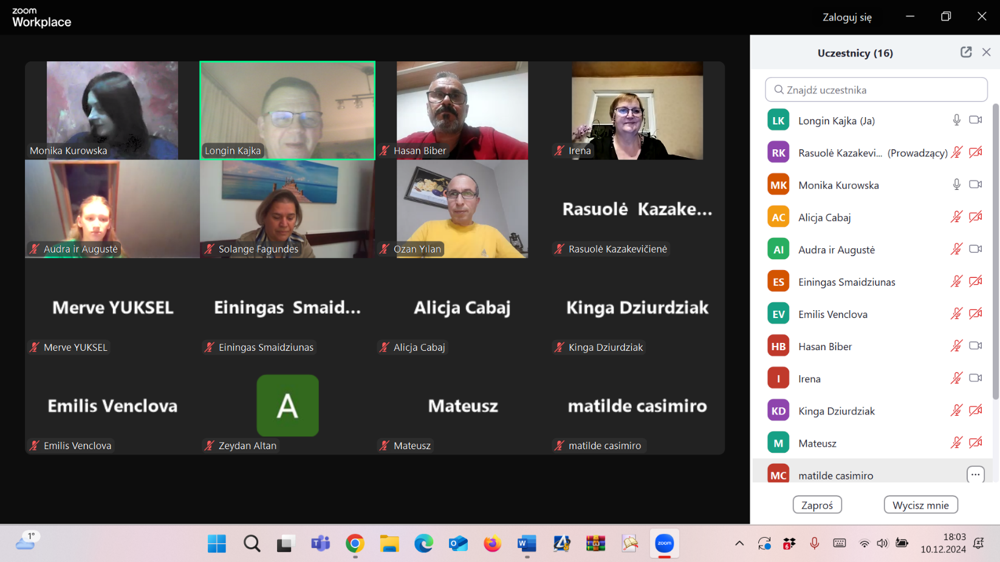 zoom
Workplace
Zaloguj się
Monika Kurowska
Longin Kajka
Hasan Biber
Irena
Audra ir Augustė
Solange Fagundes
Ozan Yılan
Rasuolė Kazake...
Rasuolė Kazakevičienė
Merve YUKSEL
Merve YUKSEL
Einingas Smaid...
Einingas Smaidziunas
Alicja Cabaj
Alicja Cabaj
Kinga Dziurdziak
Kinga Dziurdziak
Emilis Venclova
Emilis Venclova
A
Zeydan Altan
Mateusz
Mateusz
matilde casimiro
matilde casimiro
Uczestnicy (16)
Znajdź uczestnika
LK Longin Kajka (Ja)
RK Rasuolė Kazakevi... (Prowadzący)
MK Monika Kurowska
AC Alicja Cabaj
AI Audra ir Augustė
ES Einingas Smaidziunas
EV Emilis Venclova
HB Hasan Biber
I Irena
KD Kinga Dziurdziak
M Mateusz
MC matilde casimiro
...
Zaproś
Wycisz mnie
1°
zoom
6
18:03
10.12.2024